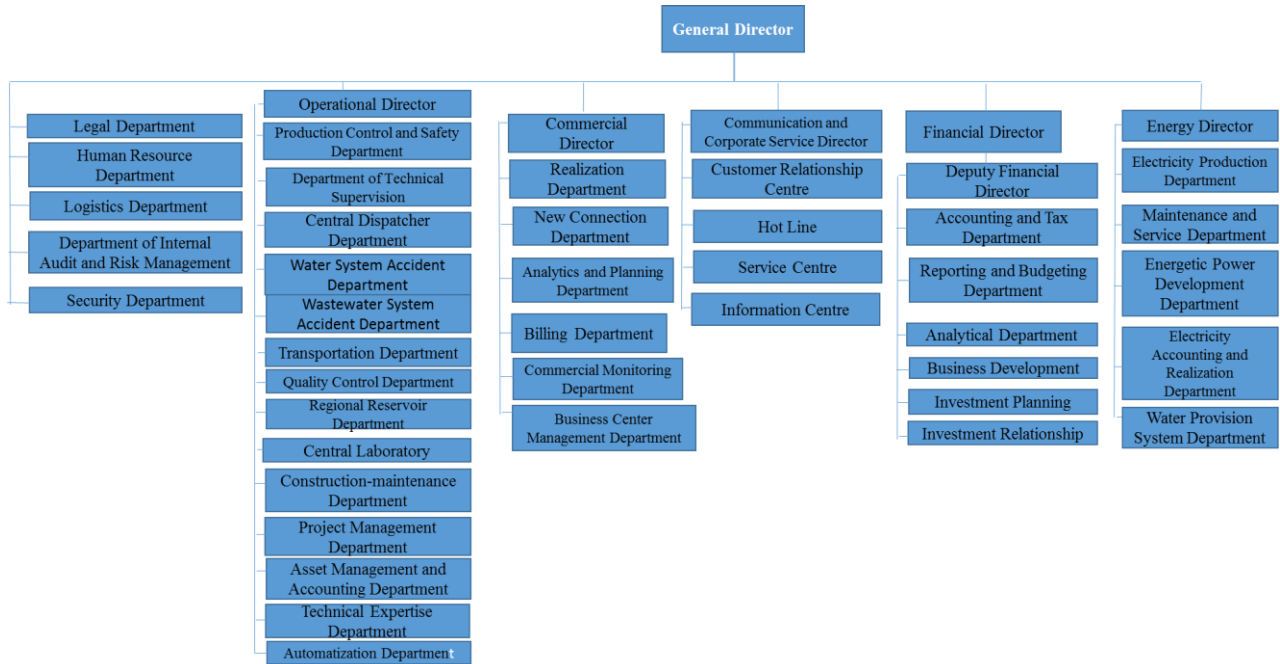 General Director
Legal Department
Human Resource
Department
Logistics Department
Department of Internal
Audit and Risk Management
Security Department
Operational Director
Production Control and Safety
Department
Department of Technical
Supervision
Central Dispatcher
Department
Water System Accident
Department
Wastewater System
Accident Department
Transportation Department
Quality Control Department
Regional Reservoir
Department
Central Laboratory
Construction-maintenance
Department
Project Management
Department
Asset Management and
Accounting Department
Technical Expertise
Department
Automatization Department
Commercial
Director
Realization
Department
New Connection
Department
Analytics and Planning
Department
Billing Department
Commercial Monitoring
Department
Business Center
Management Department
Communication and
Corporate Service Director
Customer Relationship
Centre
Hot Line
Service Centre
Information Centre
Financial Director
Deputy Financial
Director
Accounting and Tax
Department
Reporting and Budgeting
Department
Analytical Department
Business Development
Investment Planning
Investment Relationship
Energy Director
Electricity Production
Department
Maintenance and
Service Department
Energetic Power
Development
Department
Electricity
Accounting and
Realization
Department
Water Provision
System Department